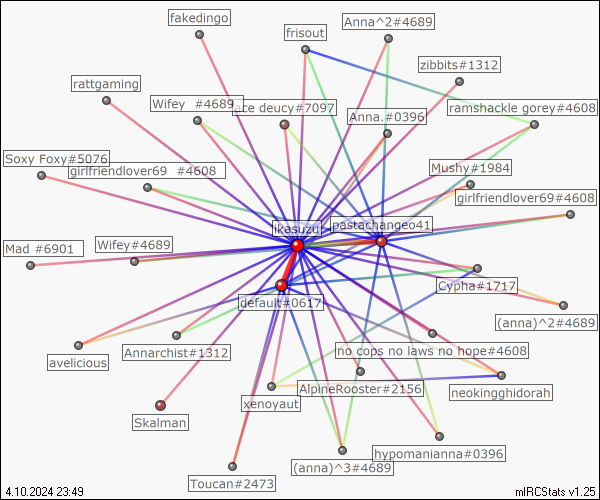 fakedingo
Anna^2#4689
frisout
zibbits#1312
rattgaming
Wifey  #4689
ace deucy#7097
Anna.#0396
ramshackle gorey#4608
Soxy Foxy#5076
girlfriendlover69  #4608
Mushy#1984
girlfriendlover69#4608
likasuzuj
pastachangeo41
Mad #6901
Wifey#4689
Cypha#1717
default#0617
(anna)^2#4689
avelicious
Annarchist#1312
no cops no laws no hope#4608
AlpineRooster#2156
neokingghidorah
xenoyaut
Skalman
hypomanianna#0396
(anna)^3#4689
Toucan#2473
4.10.2024 23:49
mIRCStats v1.25